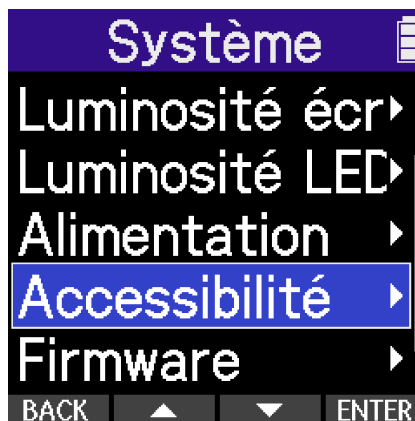 Système
Luminosité écr
Luminosité LED
Alimentation
Accessibilité
Firmware
BACK ENTER